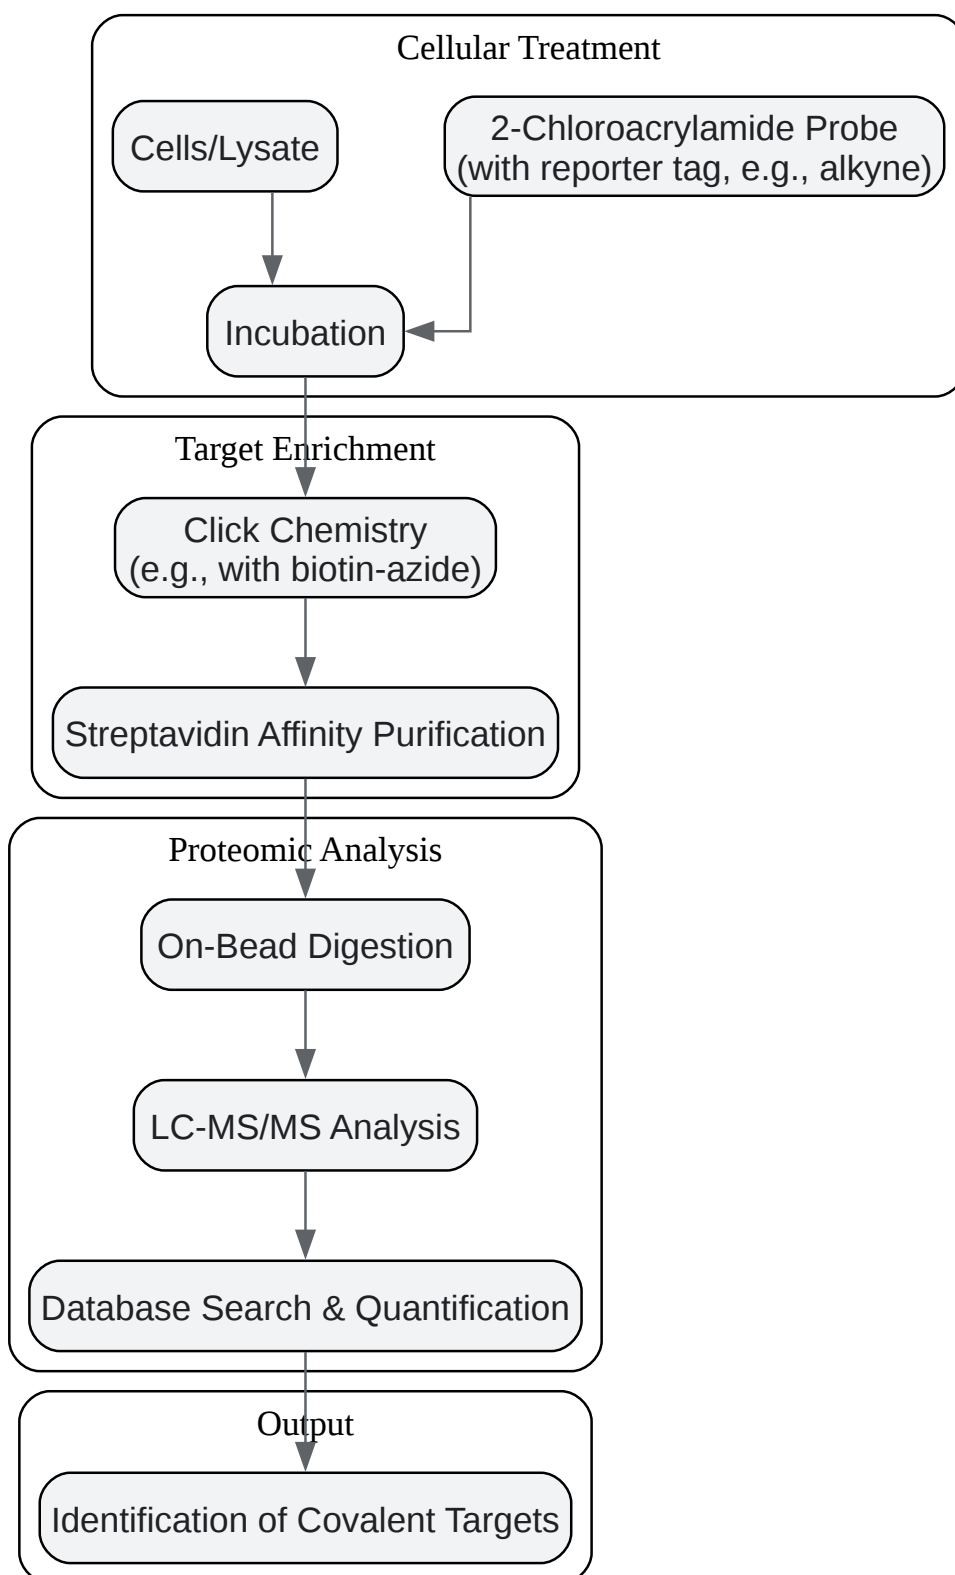 Cellular Treatment
Cells/Lysate
2-Chloroacrylamide Probe
(with reporter tag, e.g., alkyne)
Incubation
Target Enrichment
Click Chemistry
(e.g., with biotin-azide)
Streptavidin Affinity Purification
Proteomic Analysis
On-Bead Digestion
LC-MS/MS Analysis
Database Search & Quantification
Output
Identification of Covalent Targets